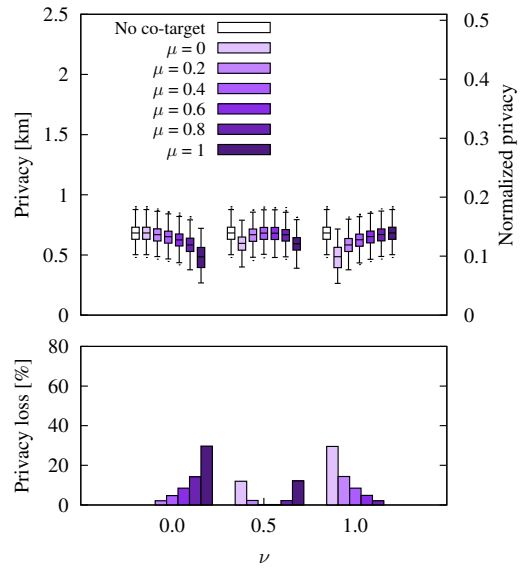 No co-target
μ = 0
μ = 0.2
μ = 0.4
μ = 0.6
μ = 0.8
μ = 1
Privacy [km]
2.5
2
1.5
1
0.5
0
Normalized privacy
0.5
0.4
0.3
0.2
0.1
0
Privacy loss [%]
80
60
40
20
0
0.0 0.5 1.0
ν